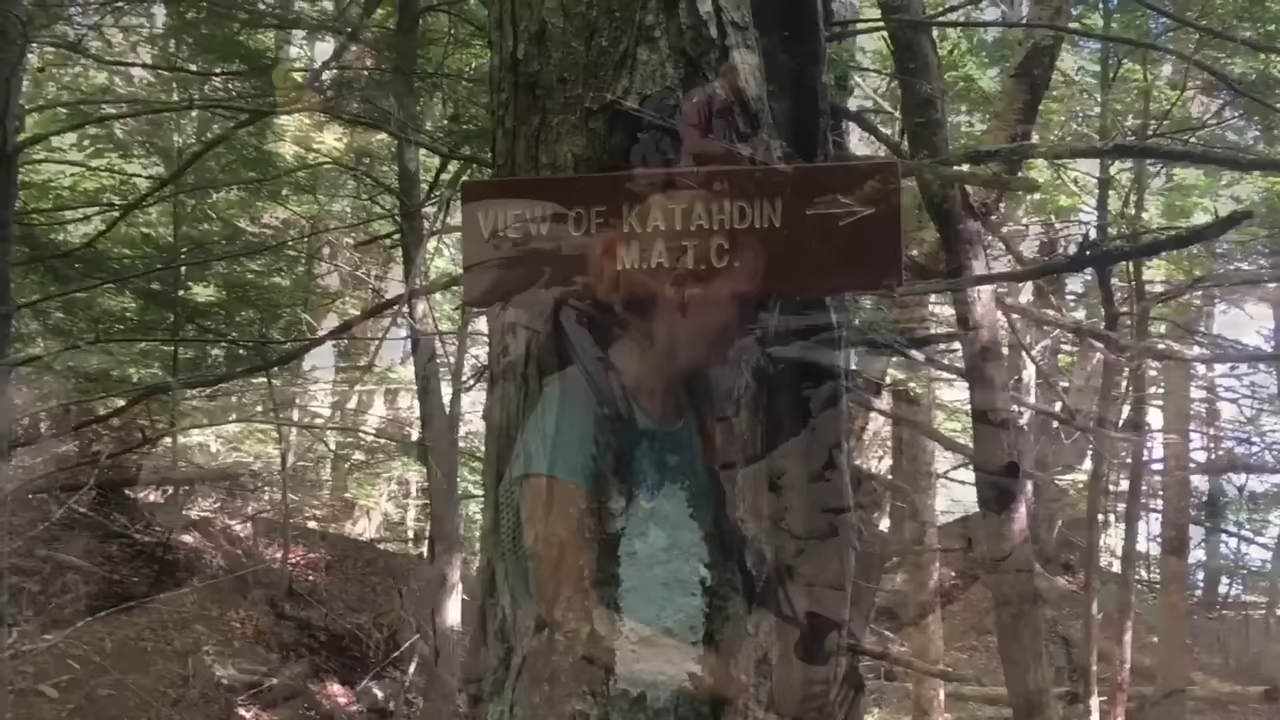 VIEW OF KATAHDIN →
M.A.T.C.